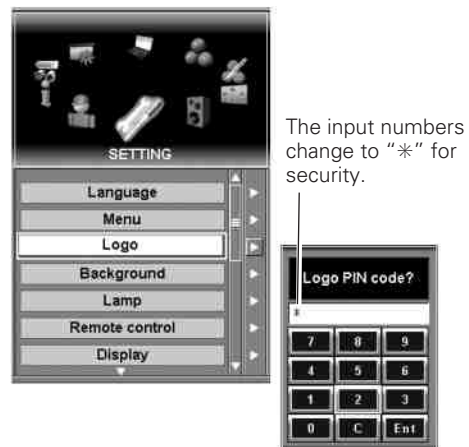 SETTING
Language
Menu
Logo
Background
Lamp
Remote control
Display
The input numbers
change to “✳” for
security.
Logo PIN code?
*
7 8 9
4 5 6
1 2 3
0 C Ent